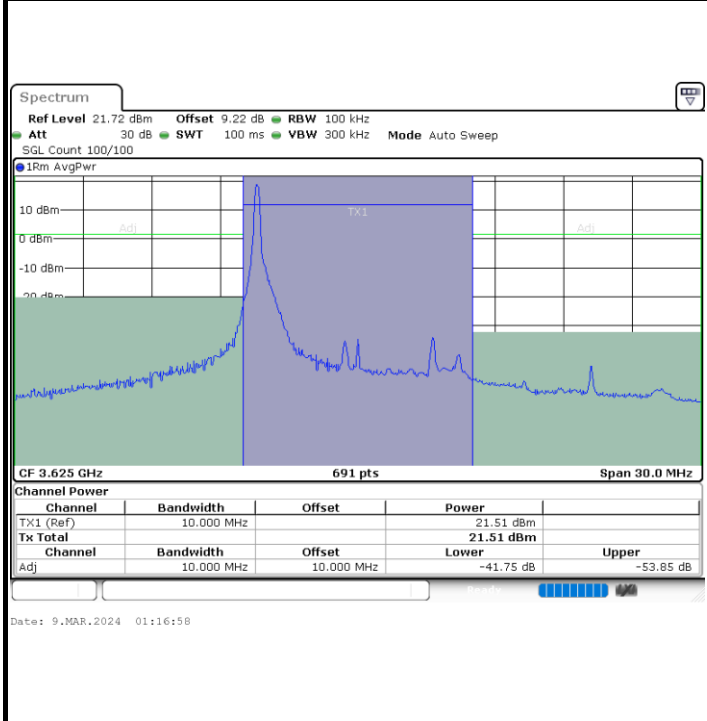 Spectrum
Ref Level 21.72 dBm Offset 9.22 dB RBW 100 kHz
Att 30 dB SWT 100 ms VBW 300 kHz Mode Auto Sweep
SGL Count 100/100
1Rm AvgPwr
10 dBm
TX1
Adj
Adj
0 dBm
-10 dBm
-20 dBm
CF 3.625 GHz 691 pts Span 30.0 MHz
Channel Power
Channel Bandwidth Offset Power
TX1 (Ref) 10.000 MHz 21.51 dBm
Tx Total 21.51 dBm
Channel Bandwidth Offset Lower Upper
Adj 10.000 MHz 10.000 MHz -41.75 dB -53.85 dB
Ready
Date: 9.MAR.2024 01:16:58